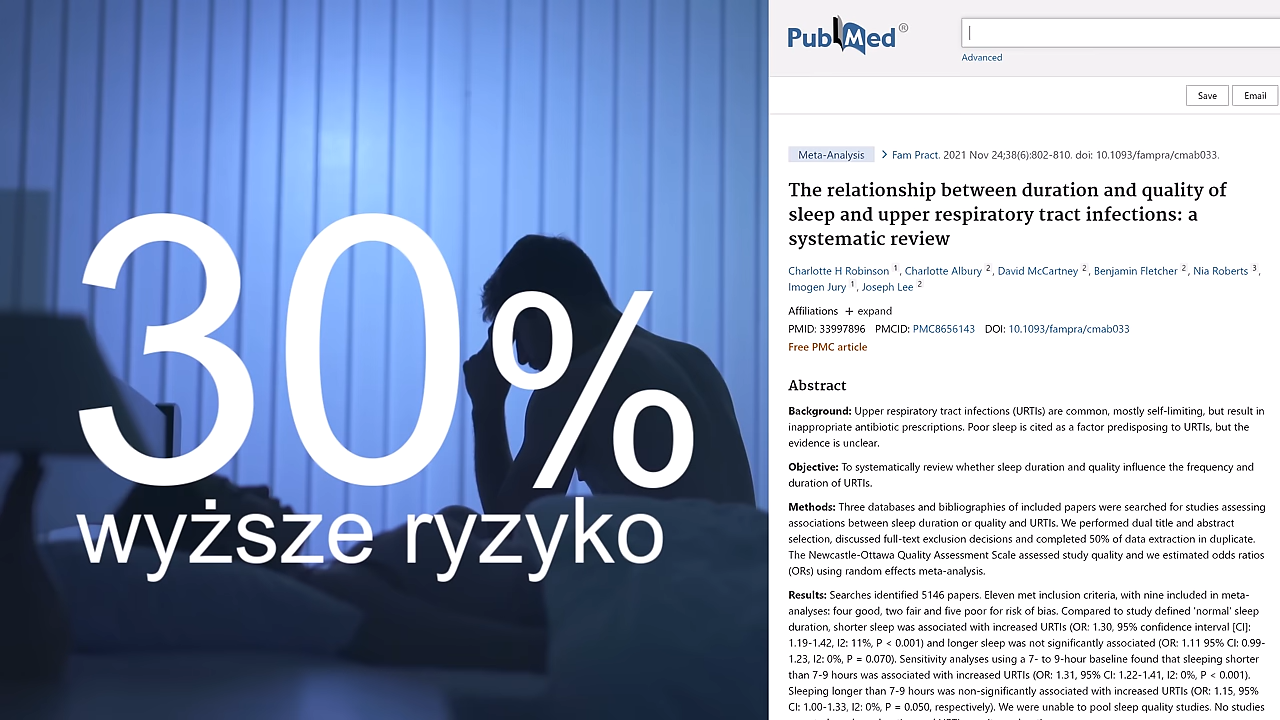 30%
wyższe ryzyko
PubMed®
Advanced
Save
Email
Meta-Analysis > Fam Pract. 2021 Nov 24;38(6):802-810. doi: 10.1093/fampra/cmab033.
The relationship between duration and quality of
sleep and upper respiratory tract infections: a
systematic review
Charlotte H Robinson 1, Charlotte Albury 2, David McCartney 2, Benjamin Fletcher 2, Nia Roberts 3,
Imogen Jury 1, Joseph Lee 2
Affiliations + expand
PMID: 33997896 PMCID: PMC8656143 DOI: 10.1093/fampra/cmab033
Free PMC article
Abstract
Background: Upper respiratory tract infections (URTIs) are common, mostly self-limiting, but result in
inappropriate antibiotic prescriptions. Poor sleep is cited as a factor predisposing to URTIs, but the
evidence is unclear.
Objective: To systematically review whether sleep duration and quality influence the frequency and
duration of URTIs.
Methods: Three databases and bibliographies of included papers were searched for studies assessing
associations between sleep duration or quality and URTIs. We performed dual title and abstract
selection, discussed full-text exclusion decisions and completed 50% of data extraction in duplicate.
The Newcastle-Ottawa Quality Assessment Scale assessed study quality and we estimated odds ratios
(ORs) using random effects meta-analysis.
Results: Searches identified 5146 papers. Eleven met inclusion criteria, with nine included in meta-
analyses: four good, two fair and five poor for risk of bias. Compared to study defined 'normal' sleep
duration, shorter sleep was associated with increased URTIs (OR: 1.30, 95% confidence interval [CI]:
1.19-1.42, I2: 11%, P < 0.001) and longer sleep was not significantly associated (OR: 1.11 95% CI: 0.99-
1.23, I2: 0%, P = 0.070). Sensitivity analyses using a 7- to 9-hour baseline found that sleeping shorter
than 7-9 hours was associated with increased URTIs (OR: 1.31, 95% CI: 1.22-1.41, I2: 0%, P < 0.001).
Sleeping longer than 7-9 hours was non-significantly associated with increased URTIs (OR: 1.15, 95%
CI: 1.00-1.33, I2: 0%, P = 0.050, respectively). We were unable to pool sleep quality studies. No studies